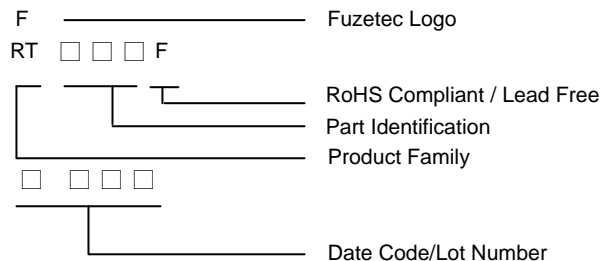 F Fuzetec Logo
RT □ □ □ F
RoHS Compliant / Lead Free
Part Identification
Product Family
□ □ □ □
Date Code/Lot Number